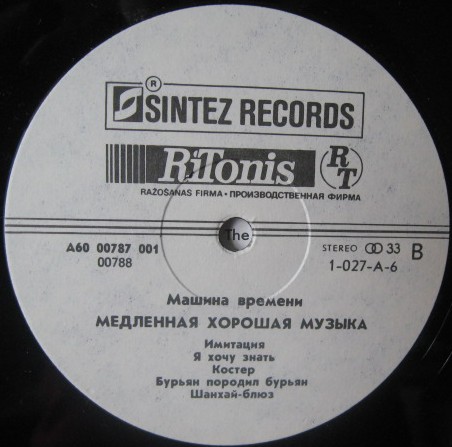 ®
SINTEZ RECORDS
RiTonis RT
RAŽOŠANAS FIRMA • ПРОИЗВОДСТВЕННАЯ ФИРМА
A60 00787 001
00788
The
STEREO 33 B
1-027-A-6
Машина времени
МЕДЛЕННАЯ ХОРОШАЯ МУЗЫКА
Имитация
Я хочу знать
Костер
Бурьян породил бурьян
Шанхай-блюз